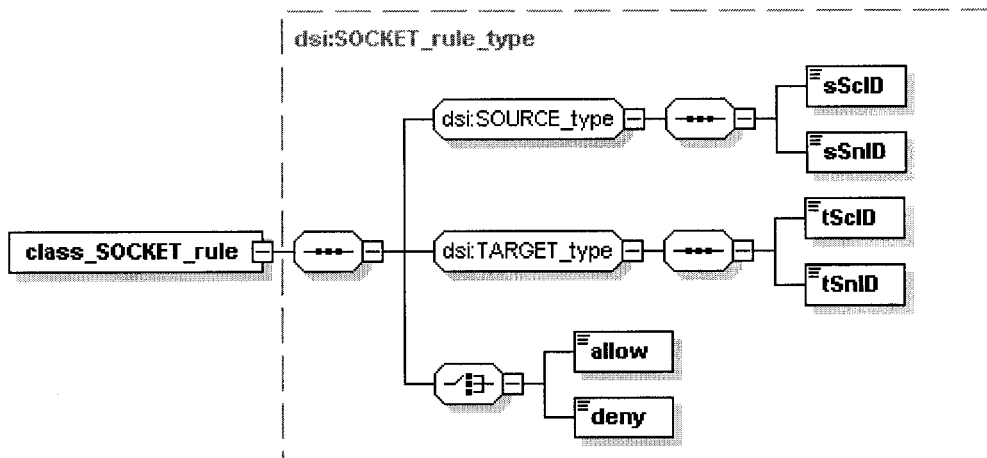 dsi:SOCKET_rule_type
sScID
dsi:SOURCE_type
sSnID
tScID
class_SOCKET_rule
dsi:TARGET_type
tSnID
allow
deny